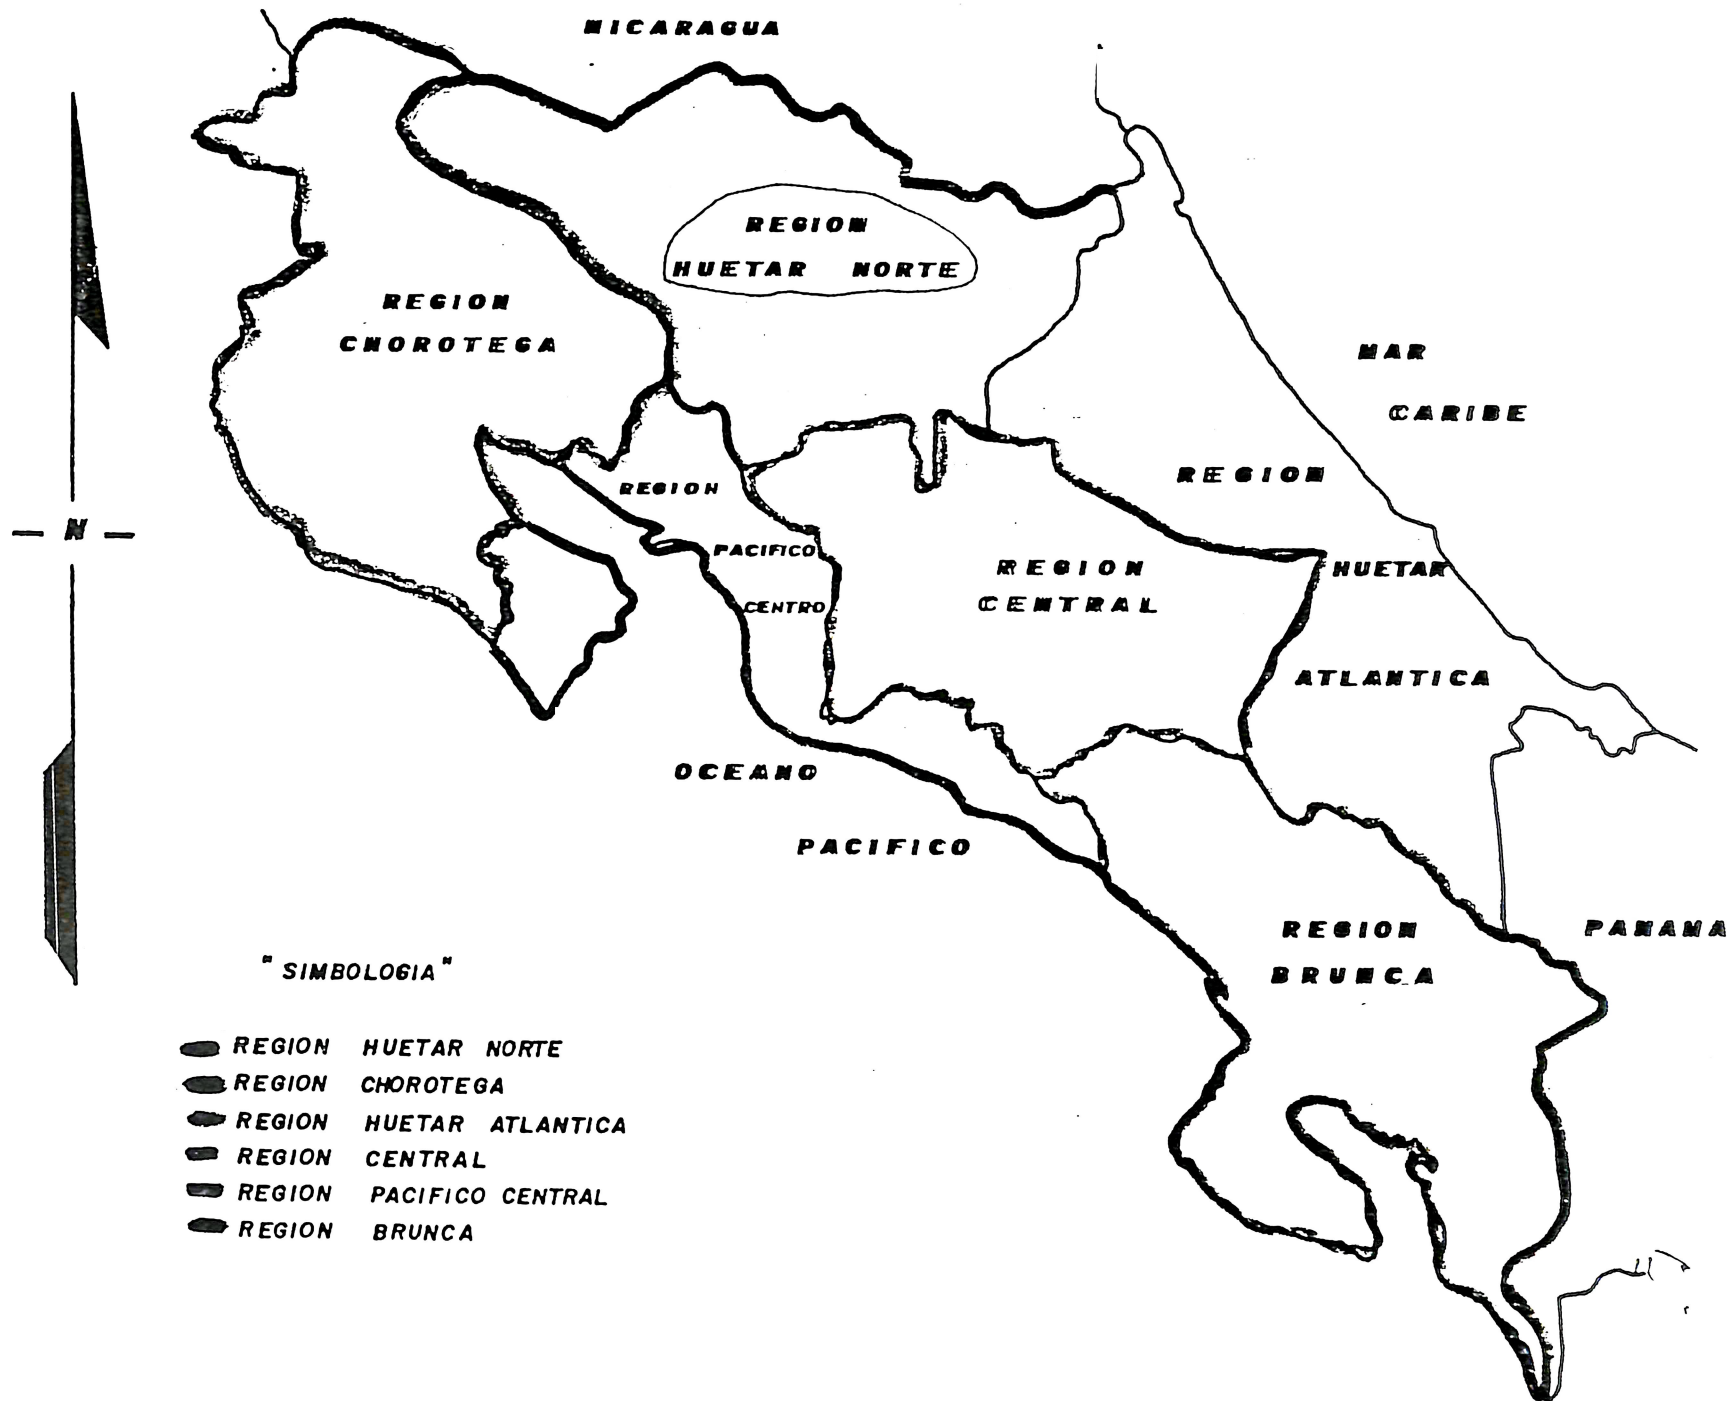 NICARAGUA
REGION
HUETAR NORTE
REGION
CHOROTEGA
MAR
CARIBE
REGION
HUETAR
ATLANTICA
REGION
PACIFICO
CENTRO
REGION
CENTRAL
N
OCEANO
PACIFICO
REGION
BRUNCA
PANAMA
"SIMBOLOGIA"
REGION HUETAR NORTE
REGION CHOROTEGA
REGION HUETAR ATLANTICA
REGION CENTRAL
REGION PACIFICO CENTRAL
REGION BRUNCA